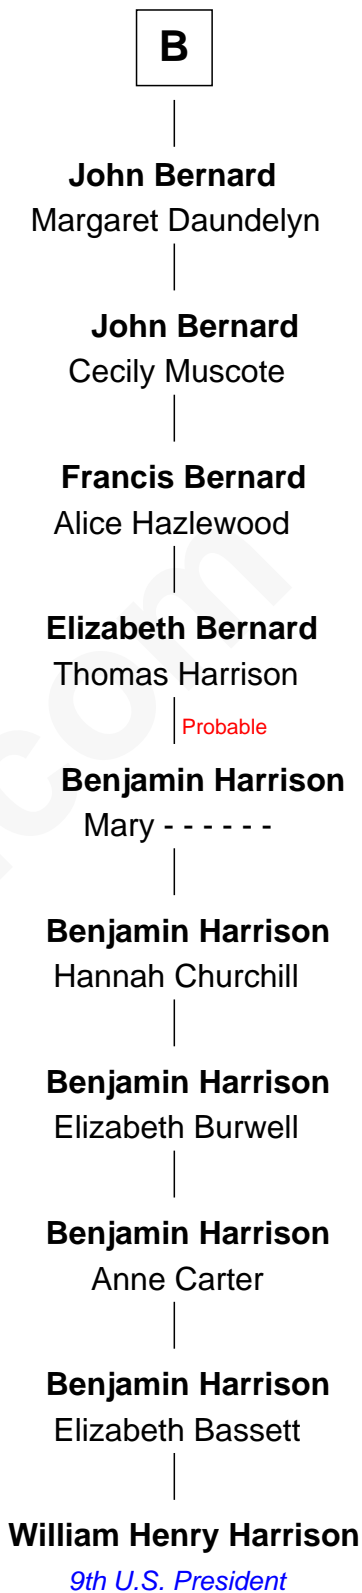 B
John Bernard
Margaret Daundelyn
John Bernard
Cecily Muscote
Francis Bernard
Alice Hazlewood
Elizabeth Bernard
Thomas Harrison
Probable
Benjamin Harrison
Mary - - - - - -
Benjamin Harrison
Hannah Churchill
Benjamin Harrison
Elizabeth Burwell
Benjamin Harrison
Anne Carter
Benjamin Harrison
Elizabeth Bassett
William Henry Harrison
9th U.S. President